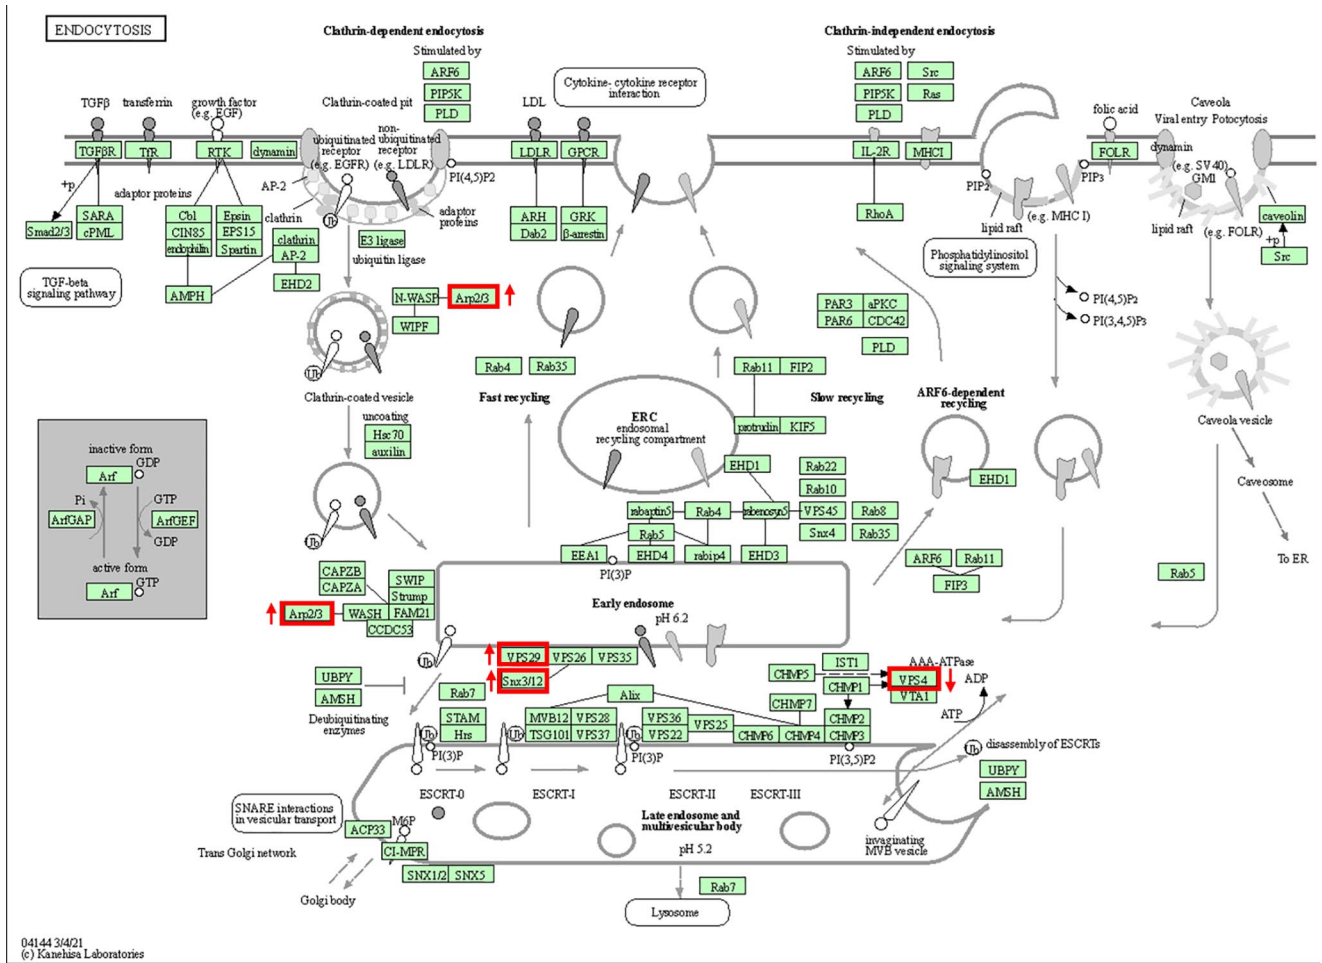 ENDOCYTOSIS
Clathrin-dependent endocytosis
Stimulated by
ARF6
PIP5K
PLD
Clathrin-independent endocytosis
Stimulated by
ARF6 Src
PIP5K Ras
PLD
Cytokine- cytokine receptor
interaction
TGFβ transferrin growth factor
(e.g. EGF)
Clathrin-coated pit
LDL
folic acid
Caveola
Viral entry Potocytosis
TGFβR TfR RTK dynamin
ubiquitinated
receptor
(e.g. EGFR)
non-
ubiquitinated
receptor
(e.g. LDLR)
PI(4,5)P2
LDLR GPCR
IL-2R MHCI
PIP2
PIP3
FOLR
dynamin
(e.g. SV40)
GM1
+p
adaptor proteins
AP-2
clathrin
adaptor
proteins
Smad2/3
SARA
cPML
Cbl
CIN85
endophilin
Epsin
EPS15
Spartin
clathrin
AP-2
EHD2
AMPH
E3 ligase
ubiquitin ligase
ARH
Dab2
GRK
β-arrestin
RhoA
lipid raft
(e.g. MHC I)
lipid raft
(e.g. FOLR)
caveolin
+p
Src
TGF-beta
signaling pathway
Phosphatidylinositol
signaling system
N-WASP Arp2/3
WIPF
PI(4,5)P2
PI(3,4,5)P3
PAR3 aPKC
PAR6 CDC42
PLD
Ub
Rab4 Rab35
Rab11 FIP2
Clathrin-coated vesicle
Fast recycling
Slow recycling
ERC
endosomal
recycling compartment
protrudin KIF5
ARF6-dependent
recycling
Caveola vesicle
uncoating
Hsc70
auxilin
inactive form
GDP
Arf
Pi GTP
ArfGAP ArfGEF
GDP
active form
GTP
Arf
EHD1
Rab22
Rab10
EHD1
Caveosome
rabaptin5 Rab4 rabenosyn5 VPS45 Rab8
Rab5 Snx4 Rab35
EEA1 EHD4 rabip4 EHD3
PI(3)P
Ub
ARF6 Rab11
FIP3
To ER
Rab5
CAPZB
CAPZA
SWIP
Strump
Arp2/3 WASH FAM21
CCDC53
Early endosome
pH 6.2
Ub
VPS29 VPS26 VPS35
Snx3/12
UBPY
AMSH
Deubiquitinating
enzymes
Rab7
Alix
IST1
CHMP5
CHMP1
AAA-ATPase
VPS4
VTA1
ADP
ATP
CHMP7
STAM
Hrs
Ub
MVB12 VPS28
TSG101 VPS37
Ub
VPS36
VPS22
VPS25
CHMP6 CHMP4
CHMP2
CHMP3
Ub
PI(3)P
PI(3)P
PI(3,5)P2
Ub
disassembly of ESCRTs
UBPY
AMSH
ESCRT-0 ESCRT-I ESCRT-II ESCRT-III
SNARE interactions
in vesicular transport
ACP33
M6P
CI-MPR
SNX1/2 SNX5
Trans Golgi network
Golgi body
Late endosome and
multivesicular body
pH 5.2
invaginating
MVB vesicle
Rab7
Lysosome
04144 3/4/21
(c) Kanehisa Laboratories